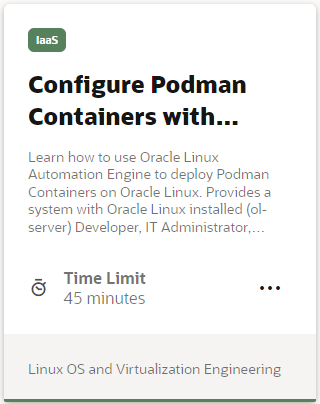 IaaS
Configure Podman
Containers with...
Learn how to use Oracle Linux
Automation Engine to deploy Podman
Containers on Oracle Linux. Provides a
system with Oracle Linux installed (ol-
server) Developer, IT Administrator,...
Time Limit
45 minutes
Linux OS and Virtualization Engineering